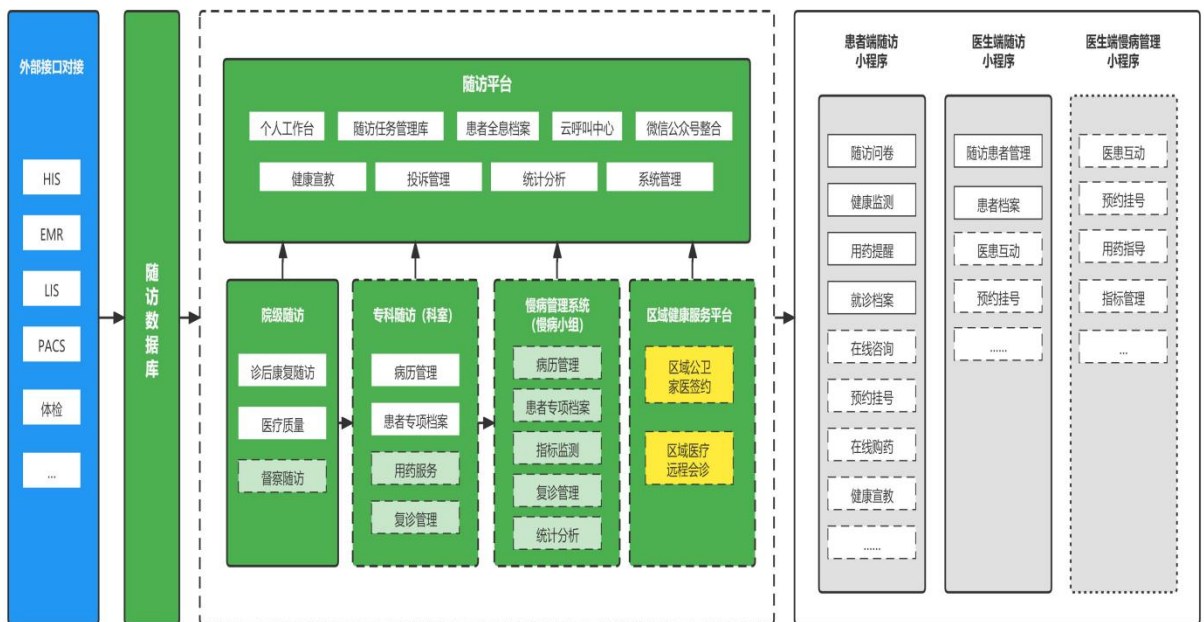 外部接口对接
HIS
EMR
LIS
PACS
体检
...
随访数据库
随访平台
个人工作台
随访任务管理库
患者全息档案
云呼叫中心
微信公众号整合
健康宣教
投诉管理
统计分析
系统管理
院级随访
诊后康复随访
医疗质量
督察随访
专科随访（科室）
病历管理
患者专项档案
用药服务
复诊管理
慢病管理系统
（慢病小组）
病历管理
患者专项档案
指标监测
复诊管理
统计分析
区域健康服务平台
区域公卫
家医签约
区域医疗
远程会诊
患者端随访
小程序
随访问卷
健康监测
用药提醒
就诊档案
在线咨询
预约挂号
在线购药
健康宣教
......
医生端随访
小程序
随访患者管理
患者档案
医患互动
预约挂号
......
医生端慢病管理
小程序
医患互动
预约挂号
用药指导
指标管理
...